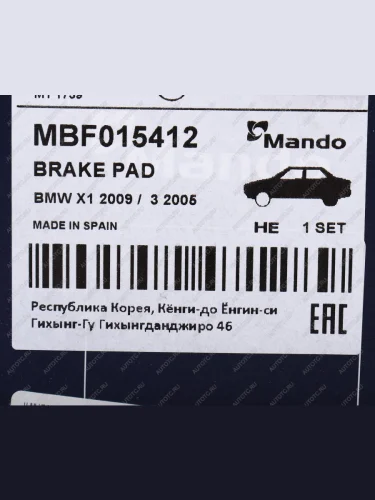 MBF015412
Mando
BRAKE PAD
BMW X1 2009 / 3 2005
MADE IN SPAIN
HE 1 SET
Республика Корея, Кёнги-до Ёнгин-си
Гихынг-Гу Гихынгданджиро 46
EAC